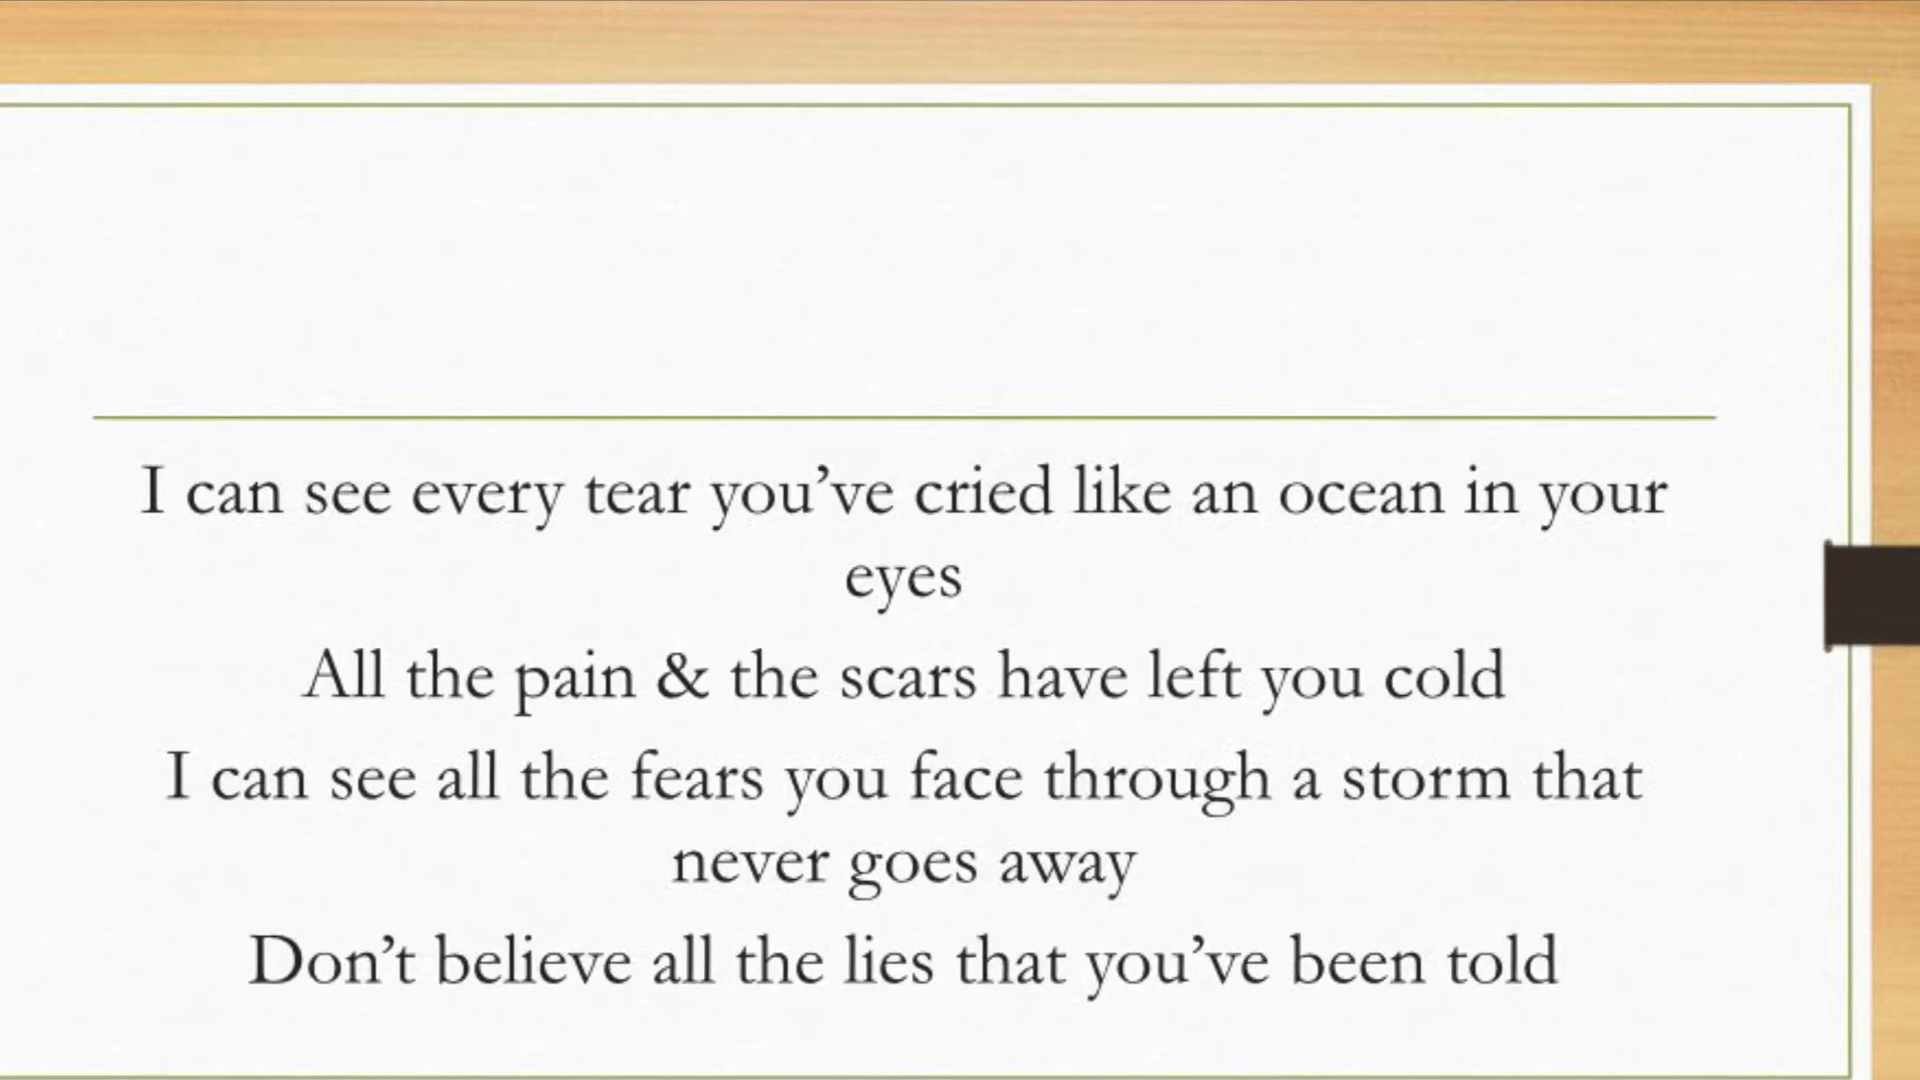 I can see every tear you’ve cried like an ocean in your
eyes
All the pain & the scars have left you cold
I can see all the fears you face through a storm that
never goes away
Don’t believe all the lies that you’ve been told